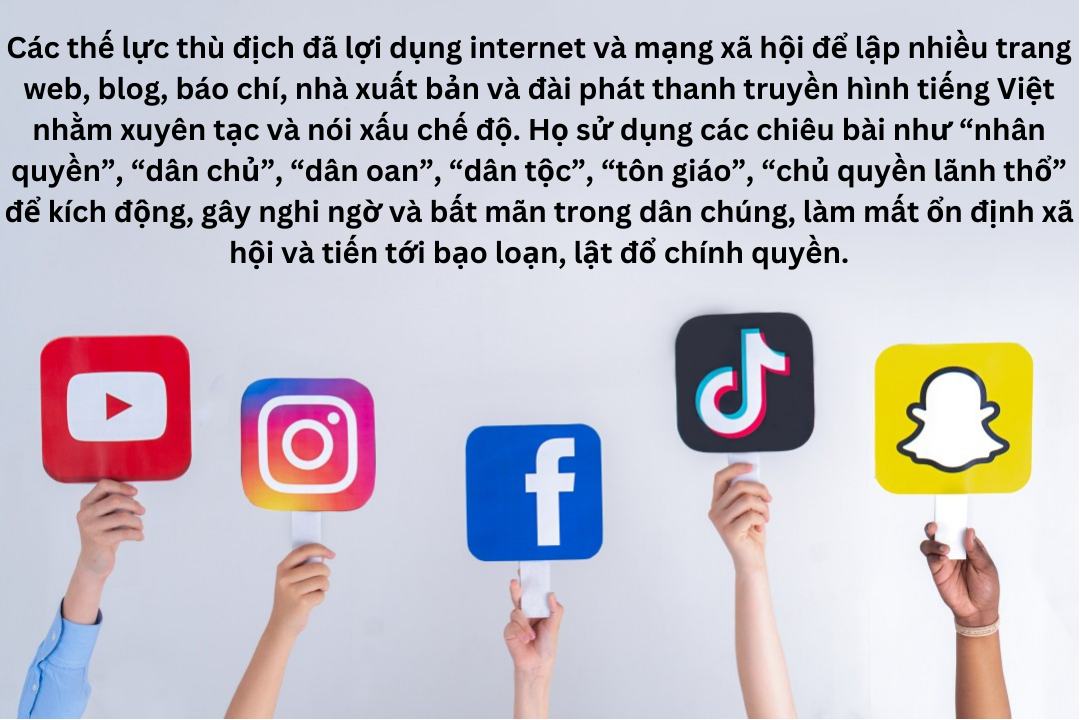 Các thế lực thù địch đã lợi dụng internet và mạng xã hội để lập nhiều trang
web, blog, báo chí, nhà xuất bản và đài phát thanh truyền hình tiếng Việt
nhằm xuyên tạc và nói xấu chế độ. Họ sử dụng các chiêu bài như “nhân
quyền”, “dân chủ”, “dân oan”, “dân tộc”, “tôn giáo”, “chủ quyền lãnh thổ”
để kích động, gây nghi ngờ và bất mãn trong dân chúng, làm mất ổn định xã
hội và tiến tới bạo loạn, lật đổ chính quyền.